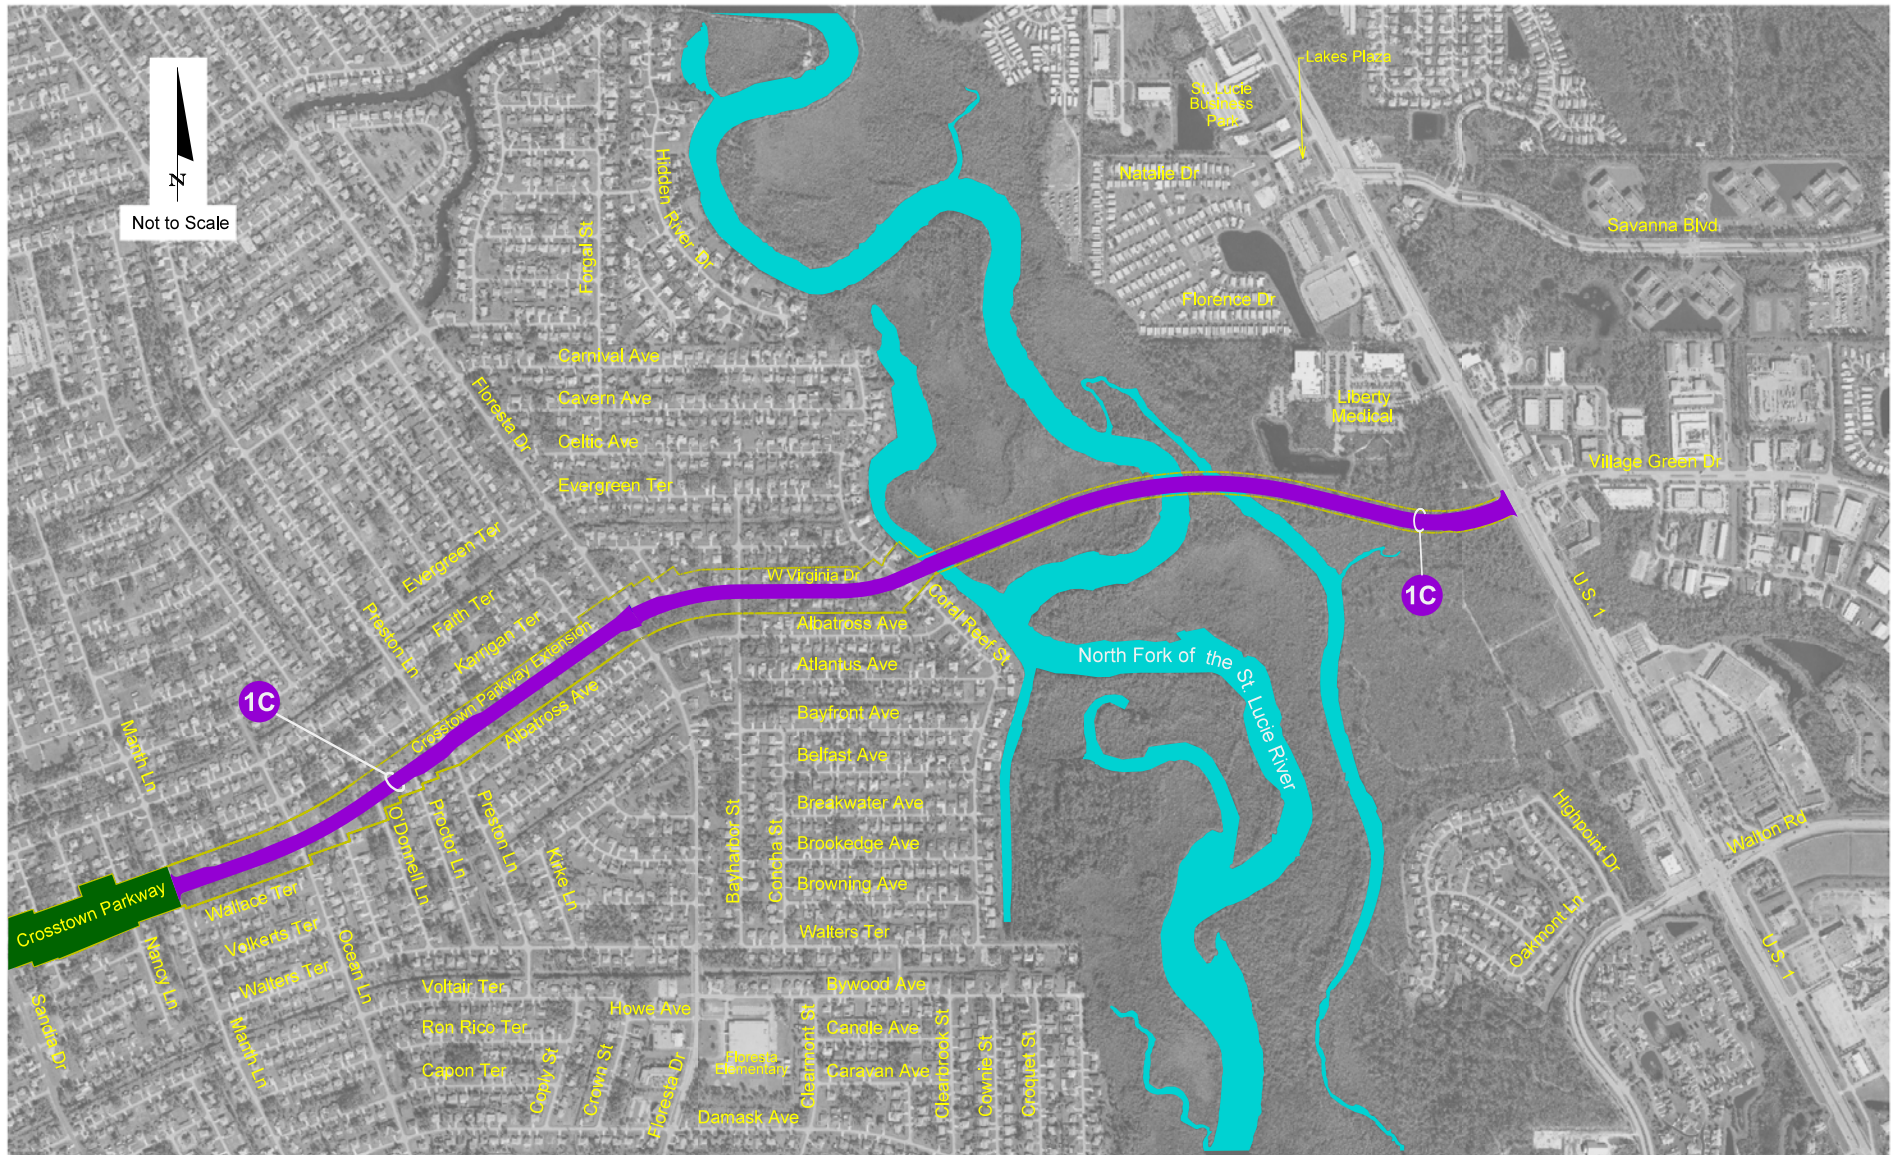 Lakes Plaza
St. Lucie
Business
Park
N
Not to Scale
Hidden River Dr
Natalie Dr
Forgal St
Savanna Blvd.
Florence Dr
Carnival Ave
Floresta Dr
Cavern Ave
Liberty
Medical
Celtic Ave
Village Green Dr
Evergreen Ter
Evergreen Ter
W Virginia Dr
1C
U.S. 1
Faith Ter
Preston Ln
Karrigan Ter
Coral Reef St
Albatross Ave
Crosstown Parkway Extension
Atlantus Ave
North Fork of the St. Lucie River
1C
Albatross Ave
Bayfront Ave
Manth Ln
Belfast Ave
Breakwater Ave
O'Donnell Ln
Proctor Ln
Preston Ln
Kirke Ln
Bayharbor St
Concha St
Brookedge Ave
Highpoint Dr
Walton Rd
Browning Ave
Crosstown Parkway
Wallace Ter
Volkerts Ter
Walters Ter
Oakmont Ln
Nancy Ln
Ocean Ln
Walters Ter
U.S. 1
Voltair Ter
Bywood Ave
Howe Ave
Sandia Dr
Manth Ln
Ron Rico Ter
Candle Ave
Clearmont St
Clearbrook St
Cownie St
Croquet St
Capon Ter
Coply St
Crown St
Floresta Dr
Floresta
Elementary
Caravan Ave
Damask Ave